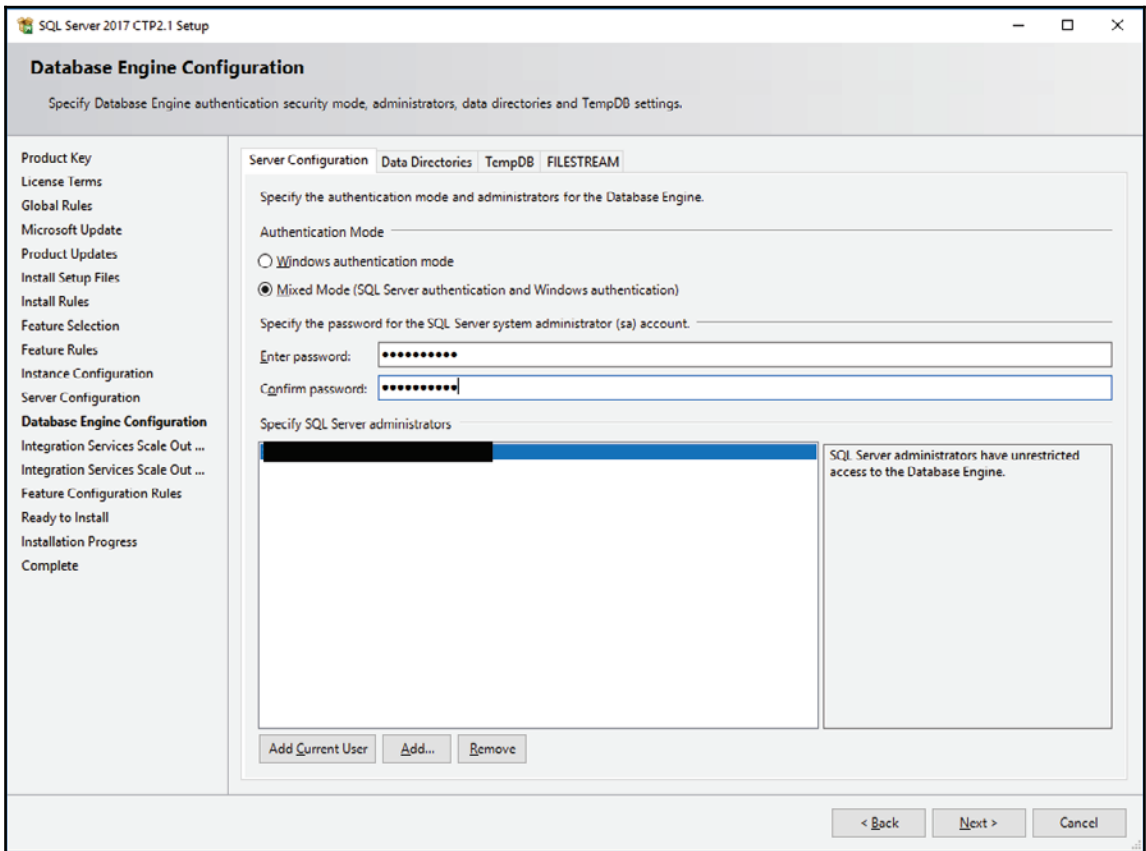 SQL Server 2017 CTP2.1 Setup
Database Engine Configuration
Specify Database Engine authentication security mode, administrators, data directories and TempDB settings.
Product Key
License Terms
Global Rules
Microsoft Update
Product Updates
Install Setup Files
Install Rules
Feature Selection
Feature Rules
Instance Configuration
Server Configuration
Database Engine Configuration
Integration Services Scale Out ...
Integration Services Scale Out ...
Feature Configuration Rules
Ready to Install
Installation Progress
Complete
Server Configuration Data Directories TempDB FILESTREAM
Specify the authentication mode and administrators for the Database Engine.
Authentication Mode
Windows authentication mode
Mixed Mode (SQL Server authentication and Windows authentication)
Specify the password for the SQL Server system administrator (sa) account.
Enter password: ●●●●●●●●●●
Confirm password: ●●●●●●●●●●
Specify SQL Server administrators
SQL Server administrators have unrestricted
access to the Database Engine.
Add Current User Add... Remove
< Back Next > Cancel